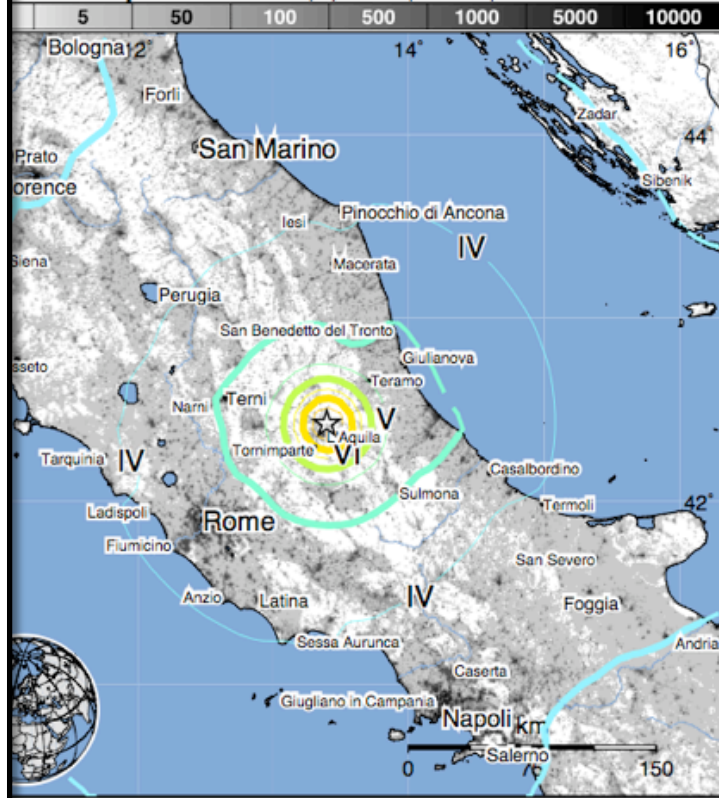 5 50 100 500 1000 5000 10000
Bologna 12° 14° 16°
Forli
Zadar
44°
San Marino
Prato
Sibenik
orence
Pinocchio di Ancona
Iesi
IV
Siena
Macerata
Perugia
San Benedetto del Tronto
Giulianova
sseto
Teramo
Terni
Narni
V
L'Aquila
Tornimparte
VI
Tarquinia
IV
Casalbordino
Sulmona
42°
Termoli
Ladispoli
Rome
Fiumicino
San Severo
Anzio
Latina
IV
Foggia
Sessa Aurunca
Andria
Caserta
Giugliano in Campania
Napoli
km
Salerno
0 150